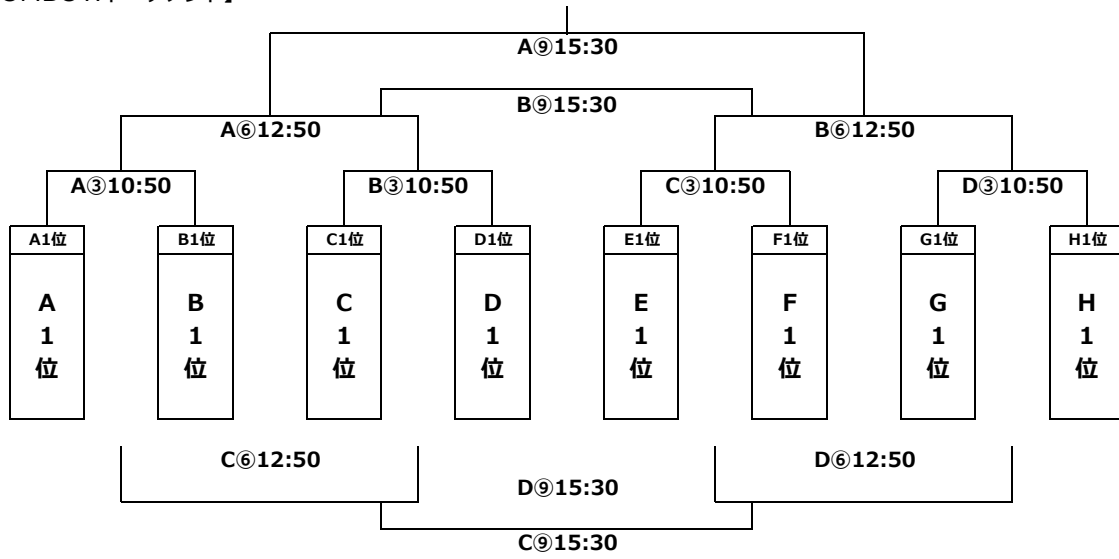 A⑨15:30
B⑨15:30
A⑥12:50 B⑥12:50
A③10:50 B③10:50 C③10:50 D③10:50
A1位 B1位 C1位 D1位 E1位 F1位 G1位 H1位
A B C D E F G H
1 1 1 1 1 1 1 1
位 位 位 位 位 位 位 位
C⑥12:50 D⑥12:50
D⑨15:30
C⑨15:30